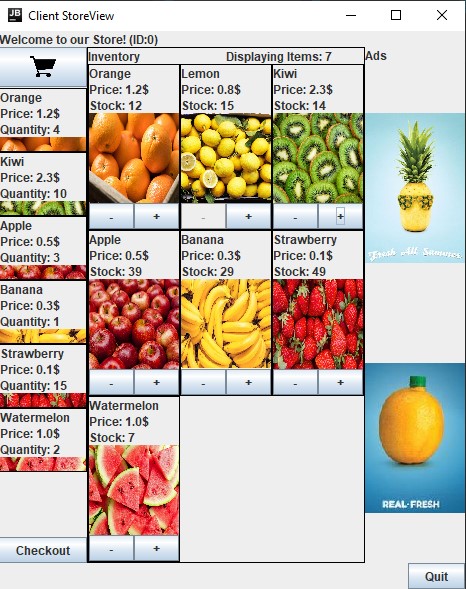 JB Client StoreView
Welcome to our Store! (ID:0)
Orange
Price: 1.2$
Quantity: 4
Kiwi
Price: 2.3$
Quantity: 10
Apple
Price: 0.5$
Quantity: 3
Banana
Price: 0.3$
Quantity: 1
Strawberry
Price: 0.1$
Quantity: 15
Watermelon
Price: 1.0$
Quantity: 2
Checkout
Inventory Displaying Items: 7
Orange
Price: 1.2$
Stock: 12
- +
Lemon
Price: 0.8$
Stock: 15
- +
Kiwi
Price: 2.3$
Stock: 14
- +
Apple
Price: 0.5$
Stock: 39
- +
Banana
Price: 0.3$
Stock: 29
- +
Strawberry
Price: 0.1$
Stock: 49
- +
Watermelon
Price: 1.0$
Stock: 7
- +
Ads
Fresh All Summer
REAL-FRESH
Quit